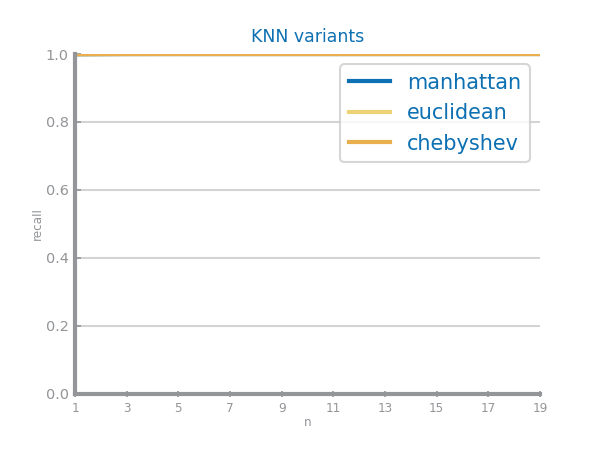 KNN variants
1.0
0.8
0.6
0.4
0.2
0.0
recall
manhattan
euclidean
chebyshev
1 3 5 7 9 11 13 15 17 19
n